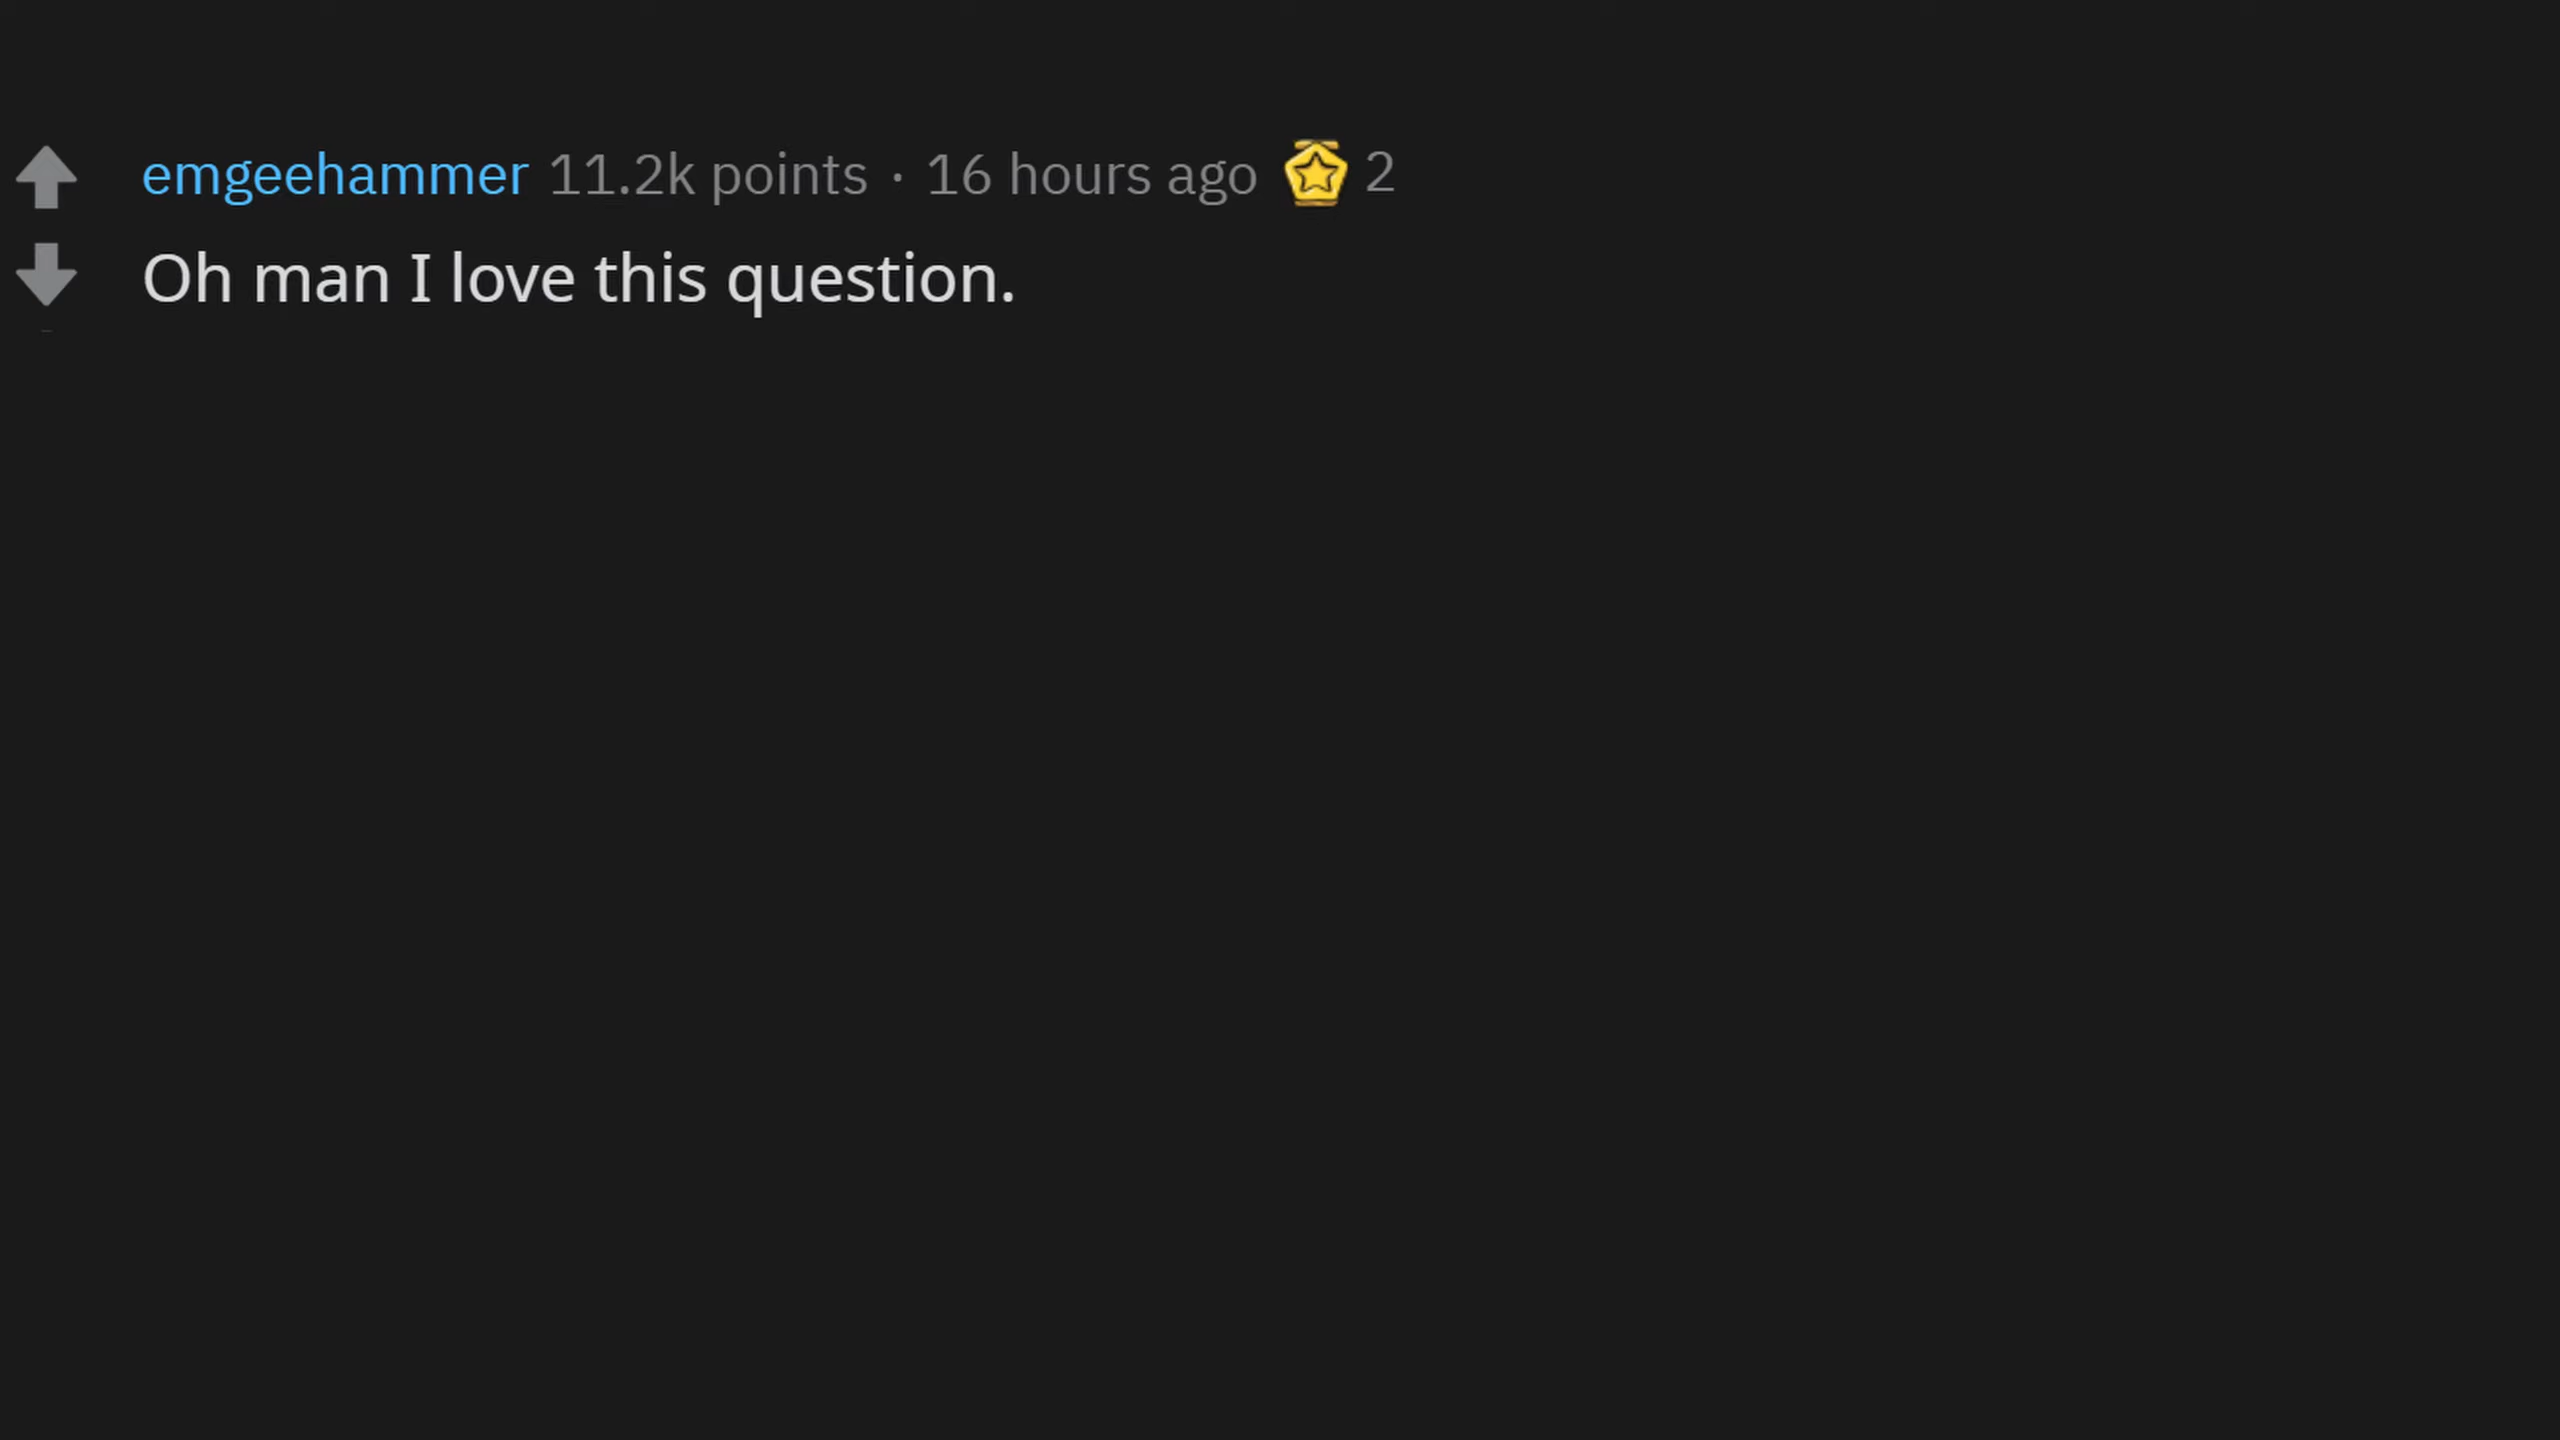 emgeehammer 11.2k points · 16 hours ago 2
Oh man I love this question.